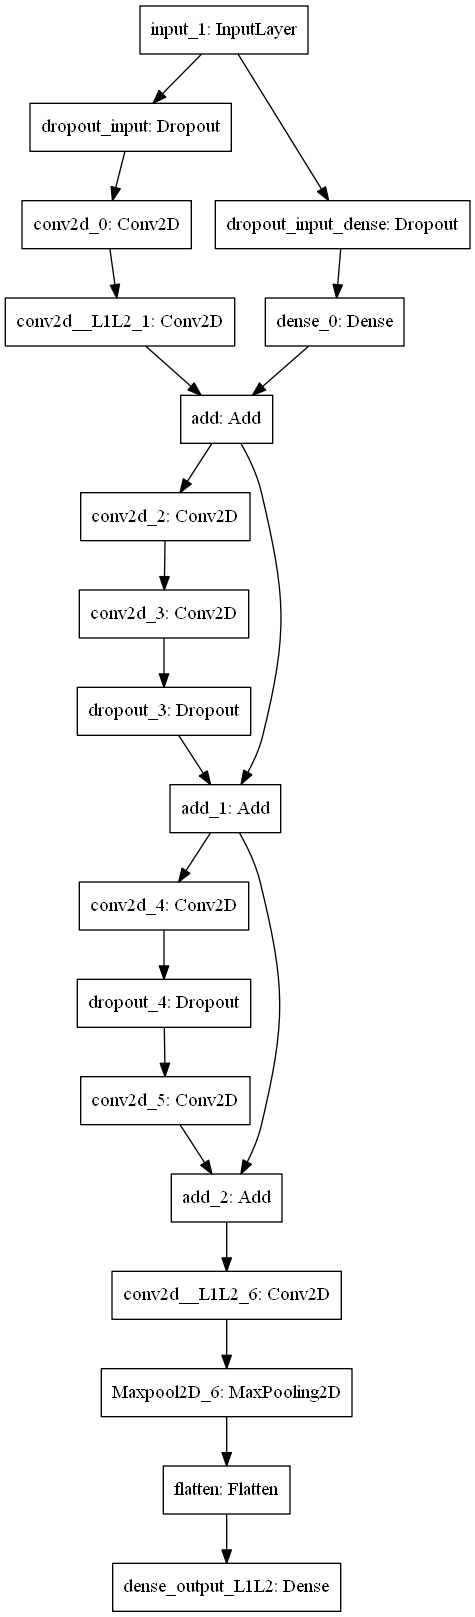 input_1: InputLayer
dropout_input: Dropout
conv2d_0: Conv2D
dropout_input_dense: Dropout
conv2d__L1L2_1: Conv2D
dense_0: Dense
add: Add
conv2d_2: Conv2D
conv2d_3: Conv2D
dropout_3: Dropout
add_1: Add
conv2d_4: Conv2D
dropout_4: Dropout
conv2d_5: Conv2D
add_2: Add
conv2d__L1L2_6: Conv2D
Maxpool2D_6: MaxPooling2D
flatten: Flatten
dense_output_L1L2: Dense